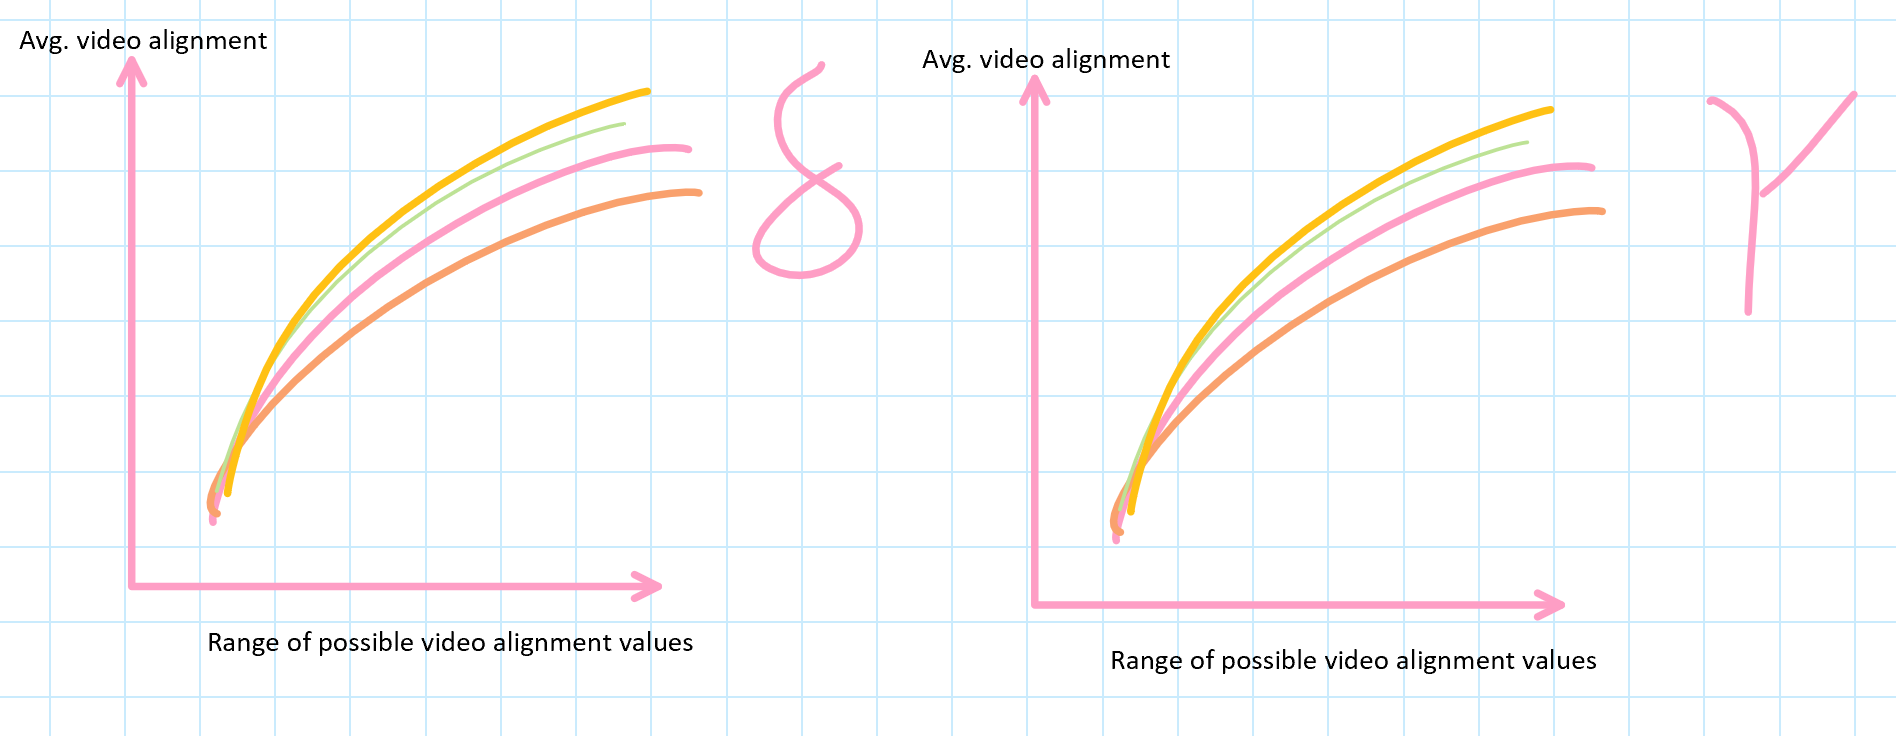 Avg. video alignment
Range of possible video alignment values
δ
Avg. video alignment
Range of possible video alignment values
γ